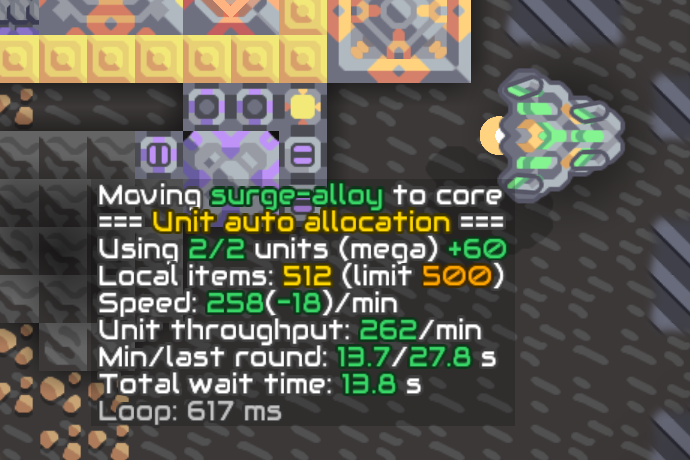 Moving surge-alloy to core
=== Unit auto allocation ===
Using 2/2 units (mega) +60
Local items: 512 (limit 500)
Speed: 258(-18)/min
Unit throughput: 262/min
Min/last round: 13.7/27.8 s
Total wait time: 13.8 s
Loop: 617 ms